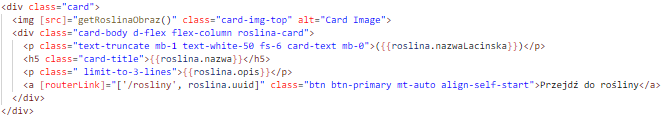 <div class="card">
<img [src]="getRoslinaObraz()" class="card-img-top" alt="Card Image">
<div class="card-body d-flex flex-column roslina-card">
<p class="text-truncate mb-1 text-white-50 fs-6 card-text mb-0">({{roslina.nazwaLacinska}})</p>
<h5 class="card-title">{{roslina.nazwa}}</h5>
<p class=" limit-to-3-lines">{{roslina.opis}}</p>
<a [routerLink]="['/rosliny', roslina.uuid]" class="btn btn-primary mt-auto align-self-start">Przejdź do rośliny</a>
</div>
</div>